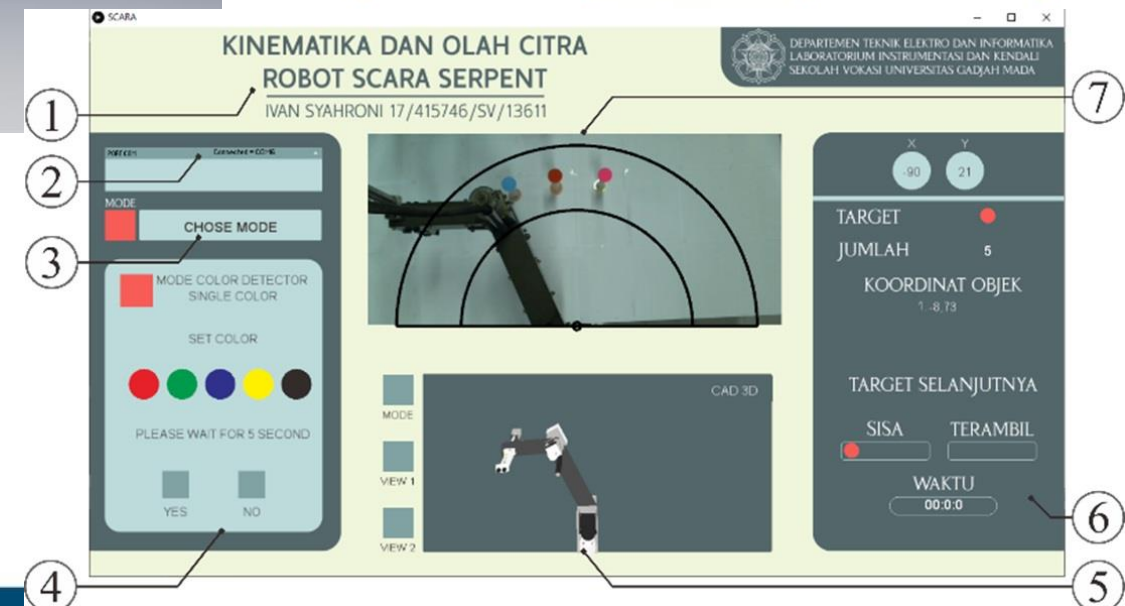 SCARA
KINEMATIKA DAN OLAH CITRA
ROBOT SCARA SERPENT
IVAN SYAHRONI 17/415746/SV/13611
DEPARTEMEN TEKNIK ELEKTRO DAN INFORMATIKA
LABORATORIUM INSTRUMENTASI DAN KENDALI
SEKOLAH VOKASI UNIVERSITAS GADJAH MADA
1
2
3
4
5
6
7
PORT COM
MODE
CHOSE MODE
MODE COLOR DETECTOR
SINGLE COLOR
SET COLOR
PLEASE WAIT FOR 5 SECOND
YES NO
MODE
VIEW 1
VIEW 2
CAD 3D
X Y
-90 21
TARGET
JUMLAH 5
KOORDINAT OBJEK
TARGET SELANJUTNYA
SISA TERAMBIL
WAKTU
00:0:0